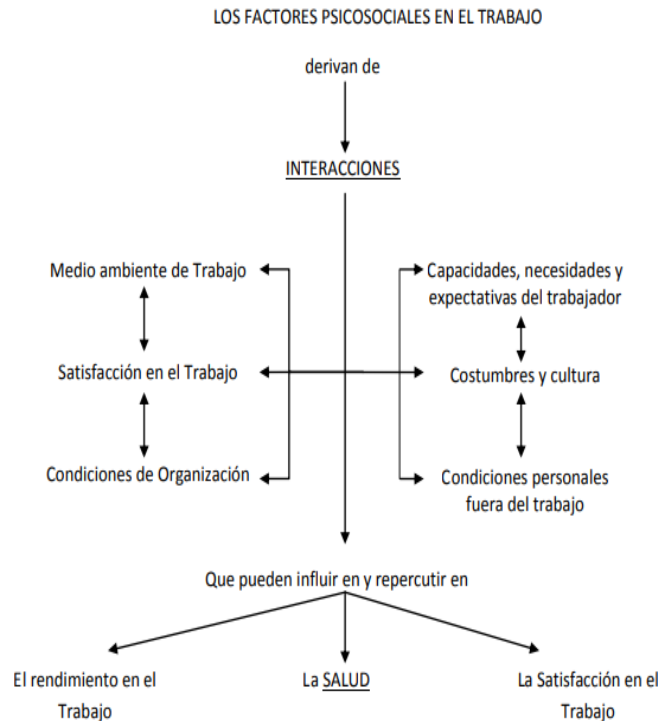 LOS FACTORES PSICOSOCIALES EN EL TRABAJO
derivan de
INTERACCIONES
Medio ambiente de Trabajo
Satisfacción en el Trabajo
Condiciones de Organización
Capacidades, necesidades y
expectativas del trabajador
Costumbres y cultura
Condiciones personales
fuera del trabajo
Que pueden influir en y repercutir en
El rendimiento en el
Trabajo
La SALUD
La Satisfacción en el
Trabajo